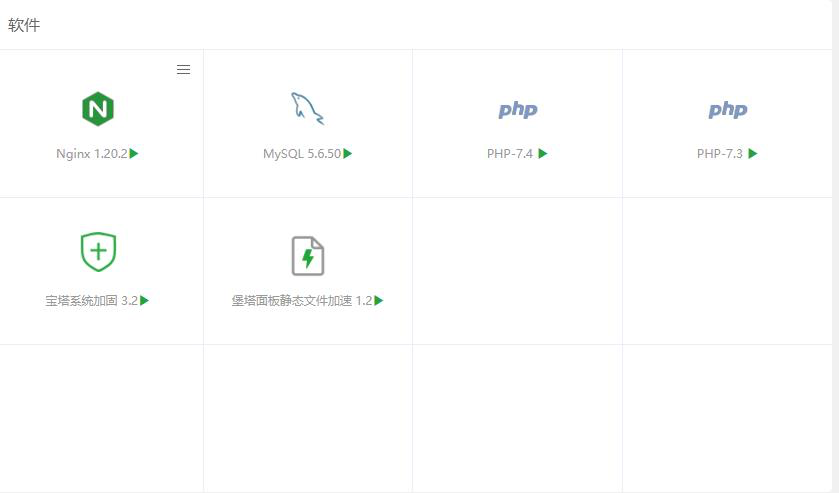 软件
N
php
php
Nginx 1.20.2
MySQL 5.6.50
PHP-7.4
PHP-7.3
宝塔系统加固 3.2
堡塔面板静态文件加速 1.2